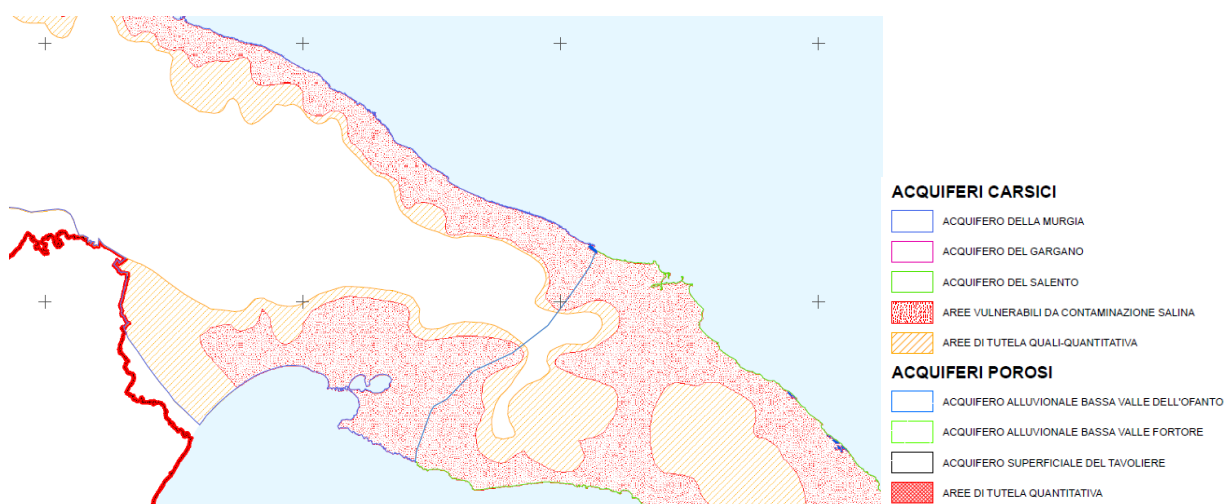 ACQUIFERI CARSICI
ACQUIFERO DELLA MURGIA
ACQUIFERO DEL GARGANO
ACQUIFERO DEL SALENTO
AREE VULNERABILI DA CONTAMINAZIONE SALINA
AREE DI TUTELA QUALI-QUANTITATIVA
ACQUIFERI POROSI
ACQUIFERO ALLUVIONALE BASSA VALLE DELL'OFANTO
ACQUIFERO ALLUVIONALE BASSA VALLE FORTORE
ACQUIFERO SUPERFICIALE DEL TAVOLIERE
AREE DI TUTELA QUANTITATIVA